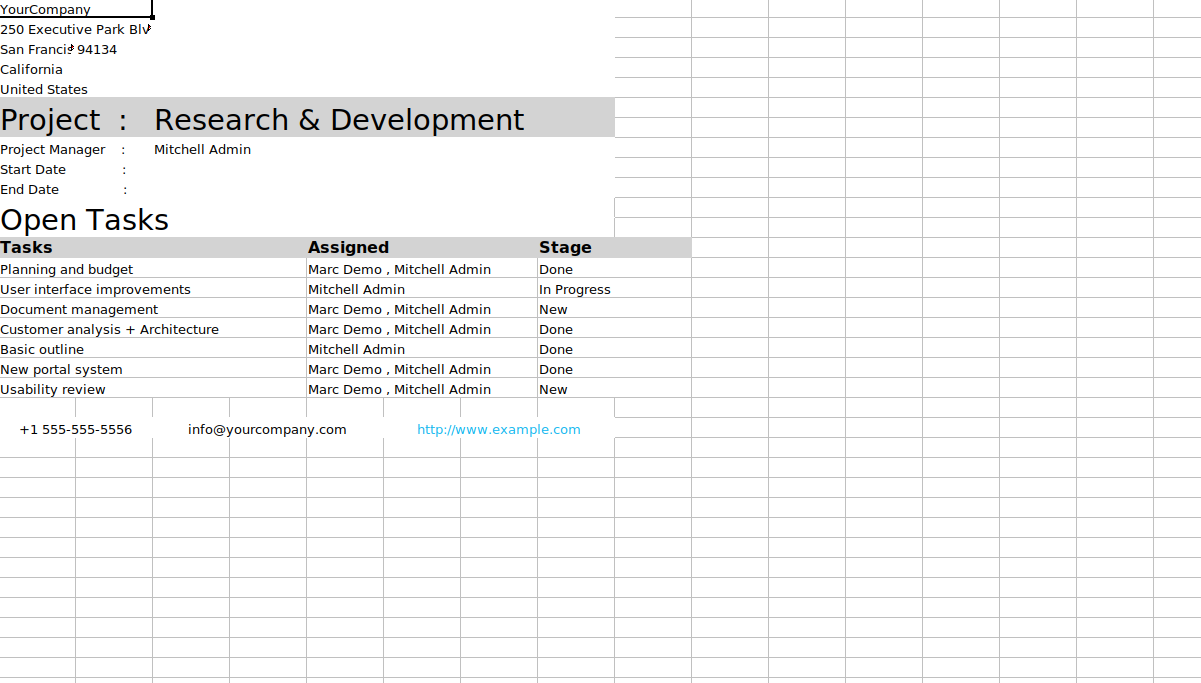 YourCompany
250 Executive Park Blv
San Francis 94134
California
United States
Project : Research & Development
Project Manager : Mitchell Admin
Start Date :
End Date :
Open Tasks
Tasks Assigned Stage
Planning and budget Marc Demo , Mitchell Admin Done
User interface improvements Mitchell Admin In Progress
Document management Marc Demo , Mitchell Admin New
Customer analysis + Architecture Marc Demo , Mitchell Admin Done
Basic outline Mitchell Admin Done
New portal system Marc Demo , Mitchell Admin Done
Usability review Marc Demo , Mitchell Admin New
+1 555-555-5556 info@yourcompany.com http://www.example.com